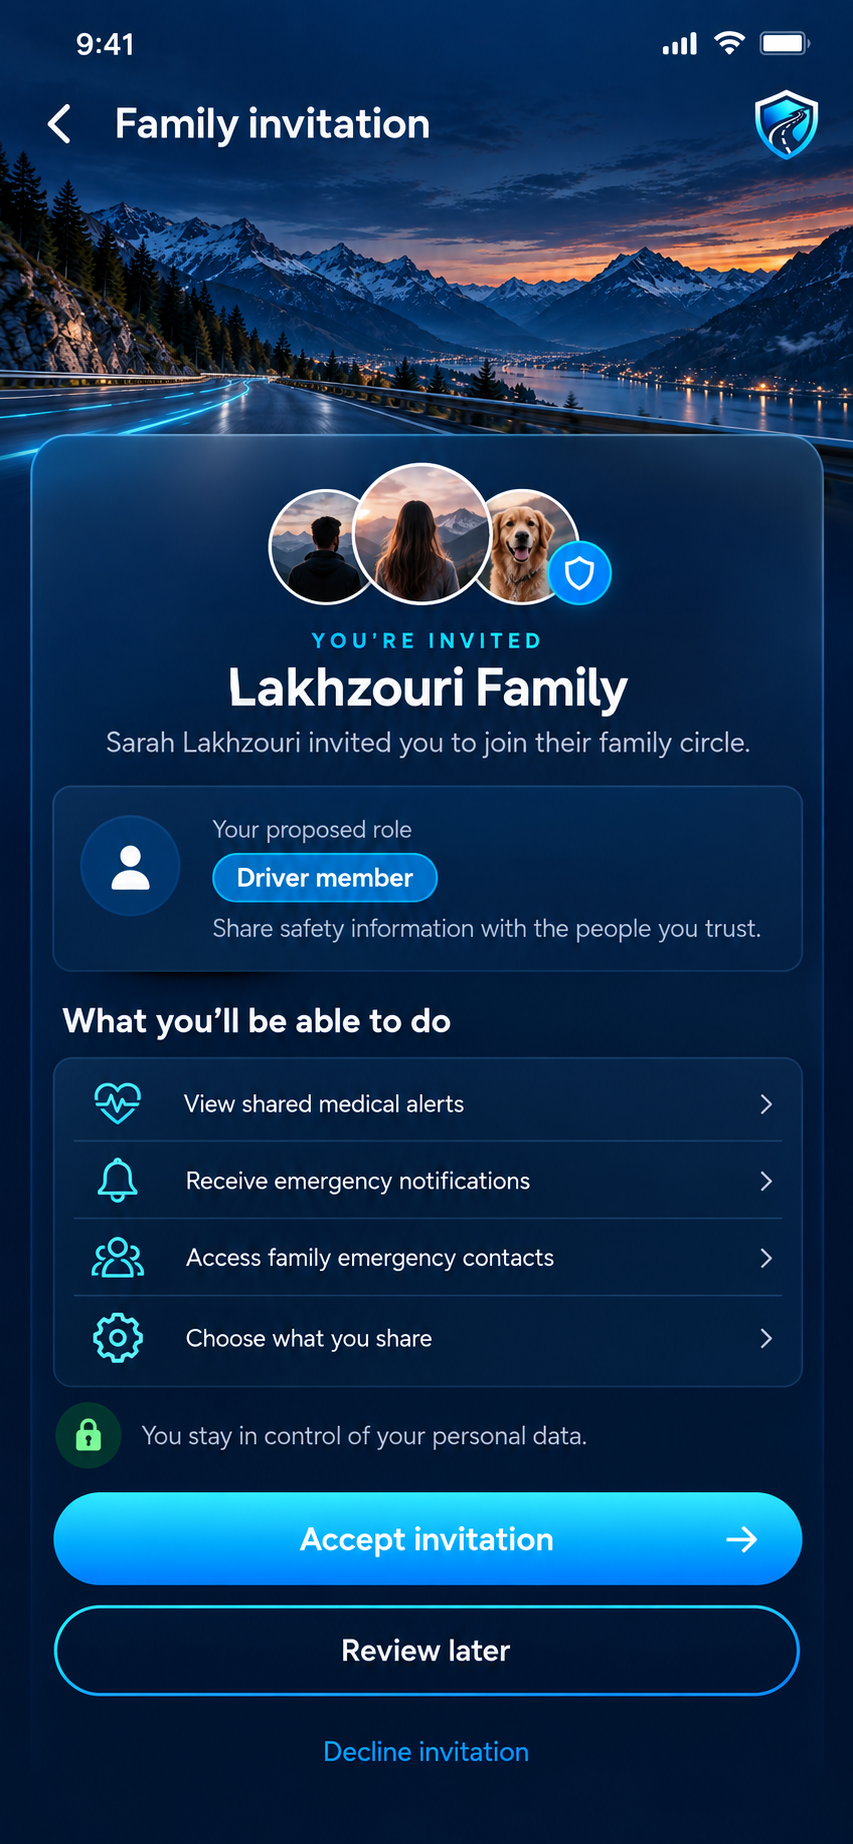 9:41
Family invitation
YOU'RE INVITED
Lakhzouri Family
Sarah Lakhzouri invited you to join their family circle.
Your proposed role
Driver member
Share safety information with the people you trust.
What you'll be able to do
View shared medical alerts
Receive emergency notifications
Access family emergency contacts
Choose what you share
You stay in control of your personal data.
Accept invitation
Review later
Decline invitation